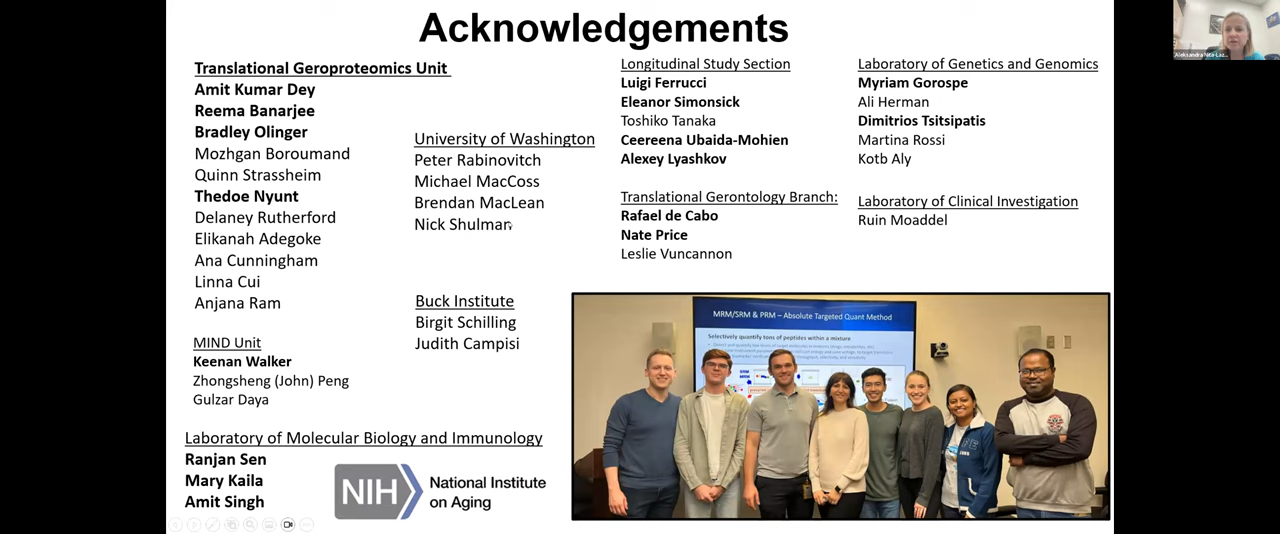 Acknowledgements
Translational Geroproteomics Unit
Amit Kumar Dey
Reema Banarjee
Bradley Olinger
Mozhgan Boroumand
Quinn Strassheim
Thedoe Nyunt
Delaney Rutherford
Elikanah Adegoke
Ana Cunningham
Linna Cui
Anjana Ram
MIND Unit
Keenan Walker
Zhongsheng (John) Peng
Gulzar Daya
Laboratory of Molecular Biology and Immunology
Ranjan Sen
Mary Kaila
Amit Singh
University of Washington
Peter Rabinovitch
Michael MacCoss
Brendan MacLean
Nick Shulman
Buck Institute
Birgit Schilling
Judith Campisi
NIH
National Institute
on Aging
Longitudinal Study Section
Luigi Ferrucci
Eleanor Simonsick
Toshiko Tanaka
Ceereena Ubaida-Mohien
Alexey Lyashkov
Translational Gerontology Branch:
Rafael de Cabo
Nate Price
Leslie Vuncannon
Laboratory of Genetics and Genomics
Myriam Gorospe
Ali Herman
Dimitrios Tsitsipatis
Martina Rossi
Kotb Aly
Laboratory of Clinical Investigation
Ruin Moaddel
MRM/SRM & PRM – Absolute Targeted Quant Method
Selectively quantify tons of peptides within a mixture
Aleksandra Nita-Laz...